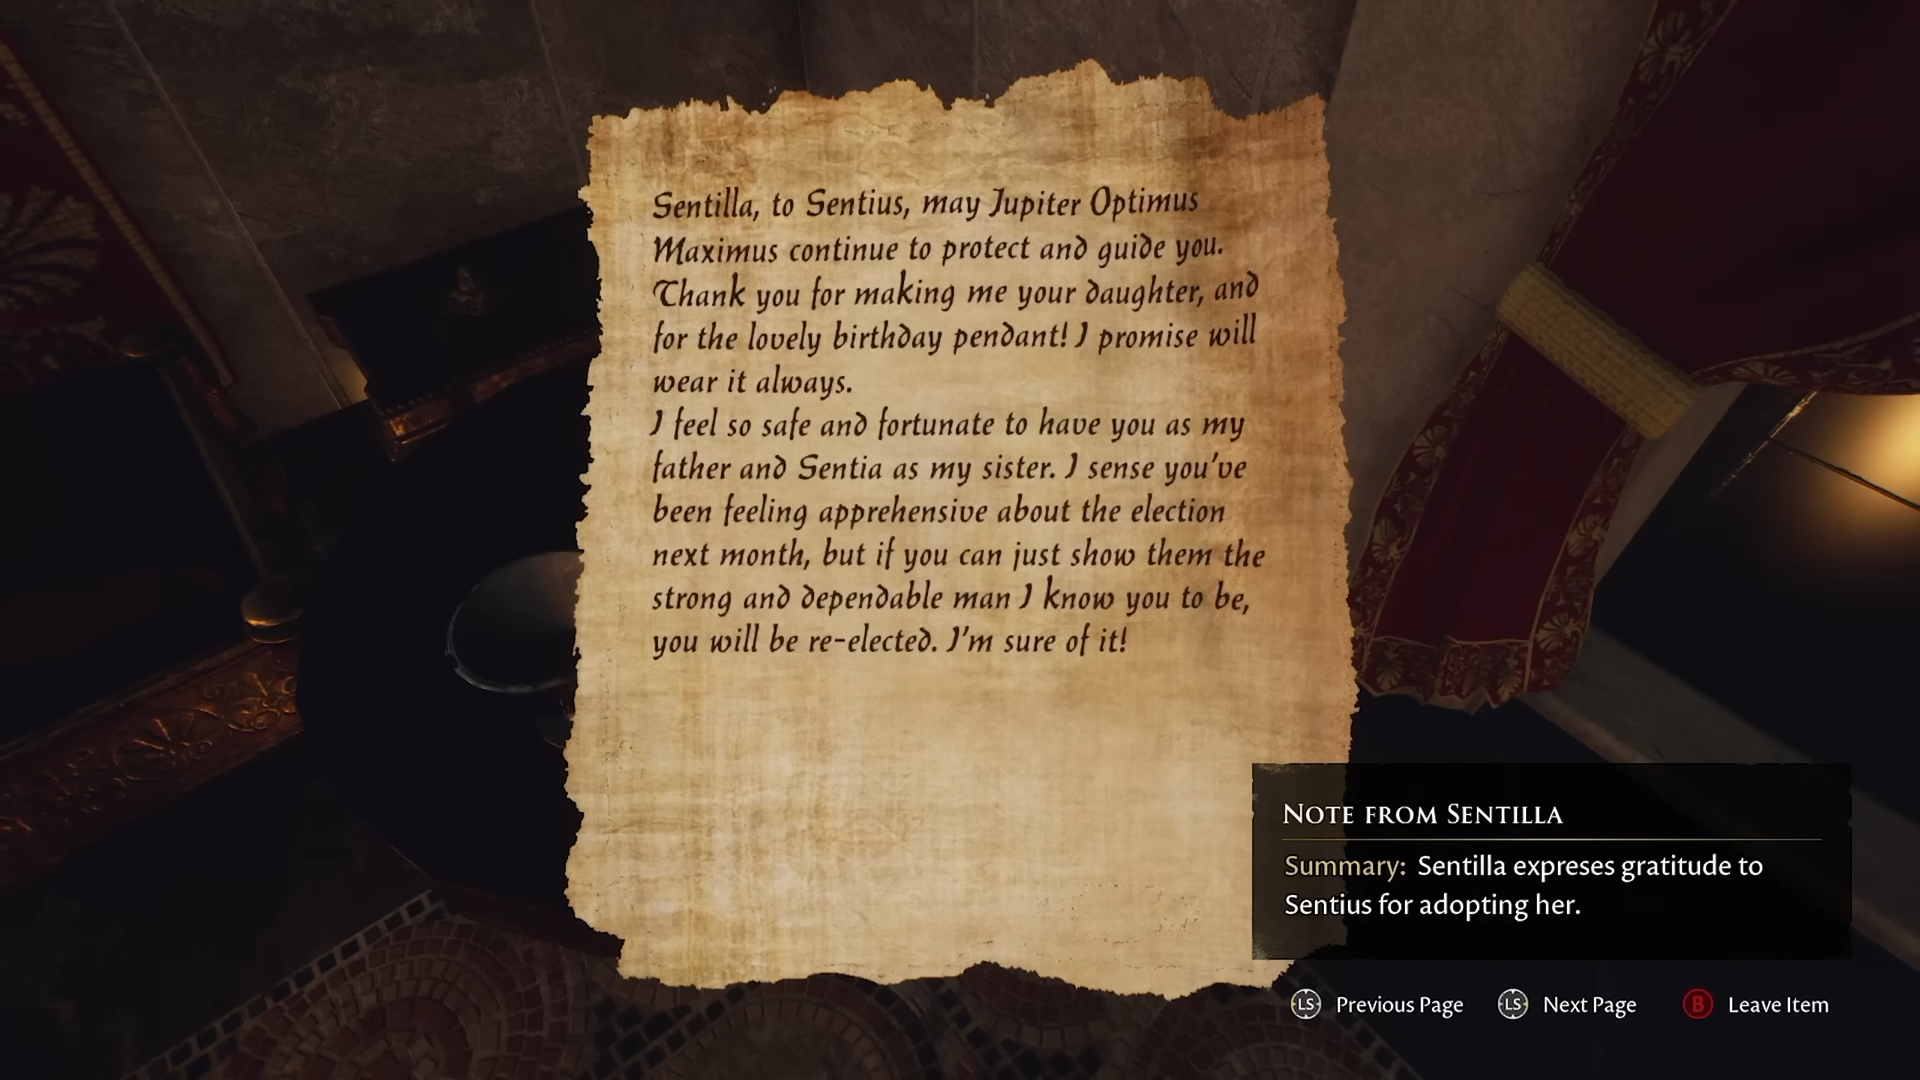 Sentilla, to Sentius, may Jupiter Optimus
Maximus continue to protect and guide you.
Thank you for making me your daughter, and
for the lovely birthday pendant! I promise will
wear it always.
I feel so safe and fortunate to have you as my
father and Sentia as my sister. I sense you've
been feeling apprehensive about the election
next month, but if you can just show them the
strong and dependable man I know you to be,
you will be re-elected. I'm sure of it!
Note from Sentilla
Summary: Sentilla expreses gratitude to
Sentius for adopting her.
LS Previous Page LS Next Page B Leave Item